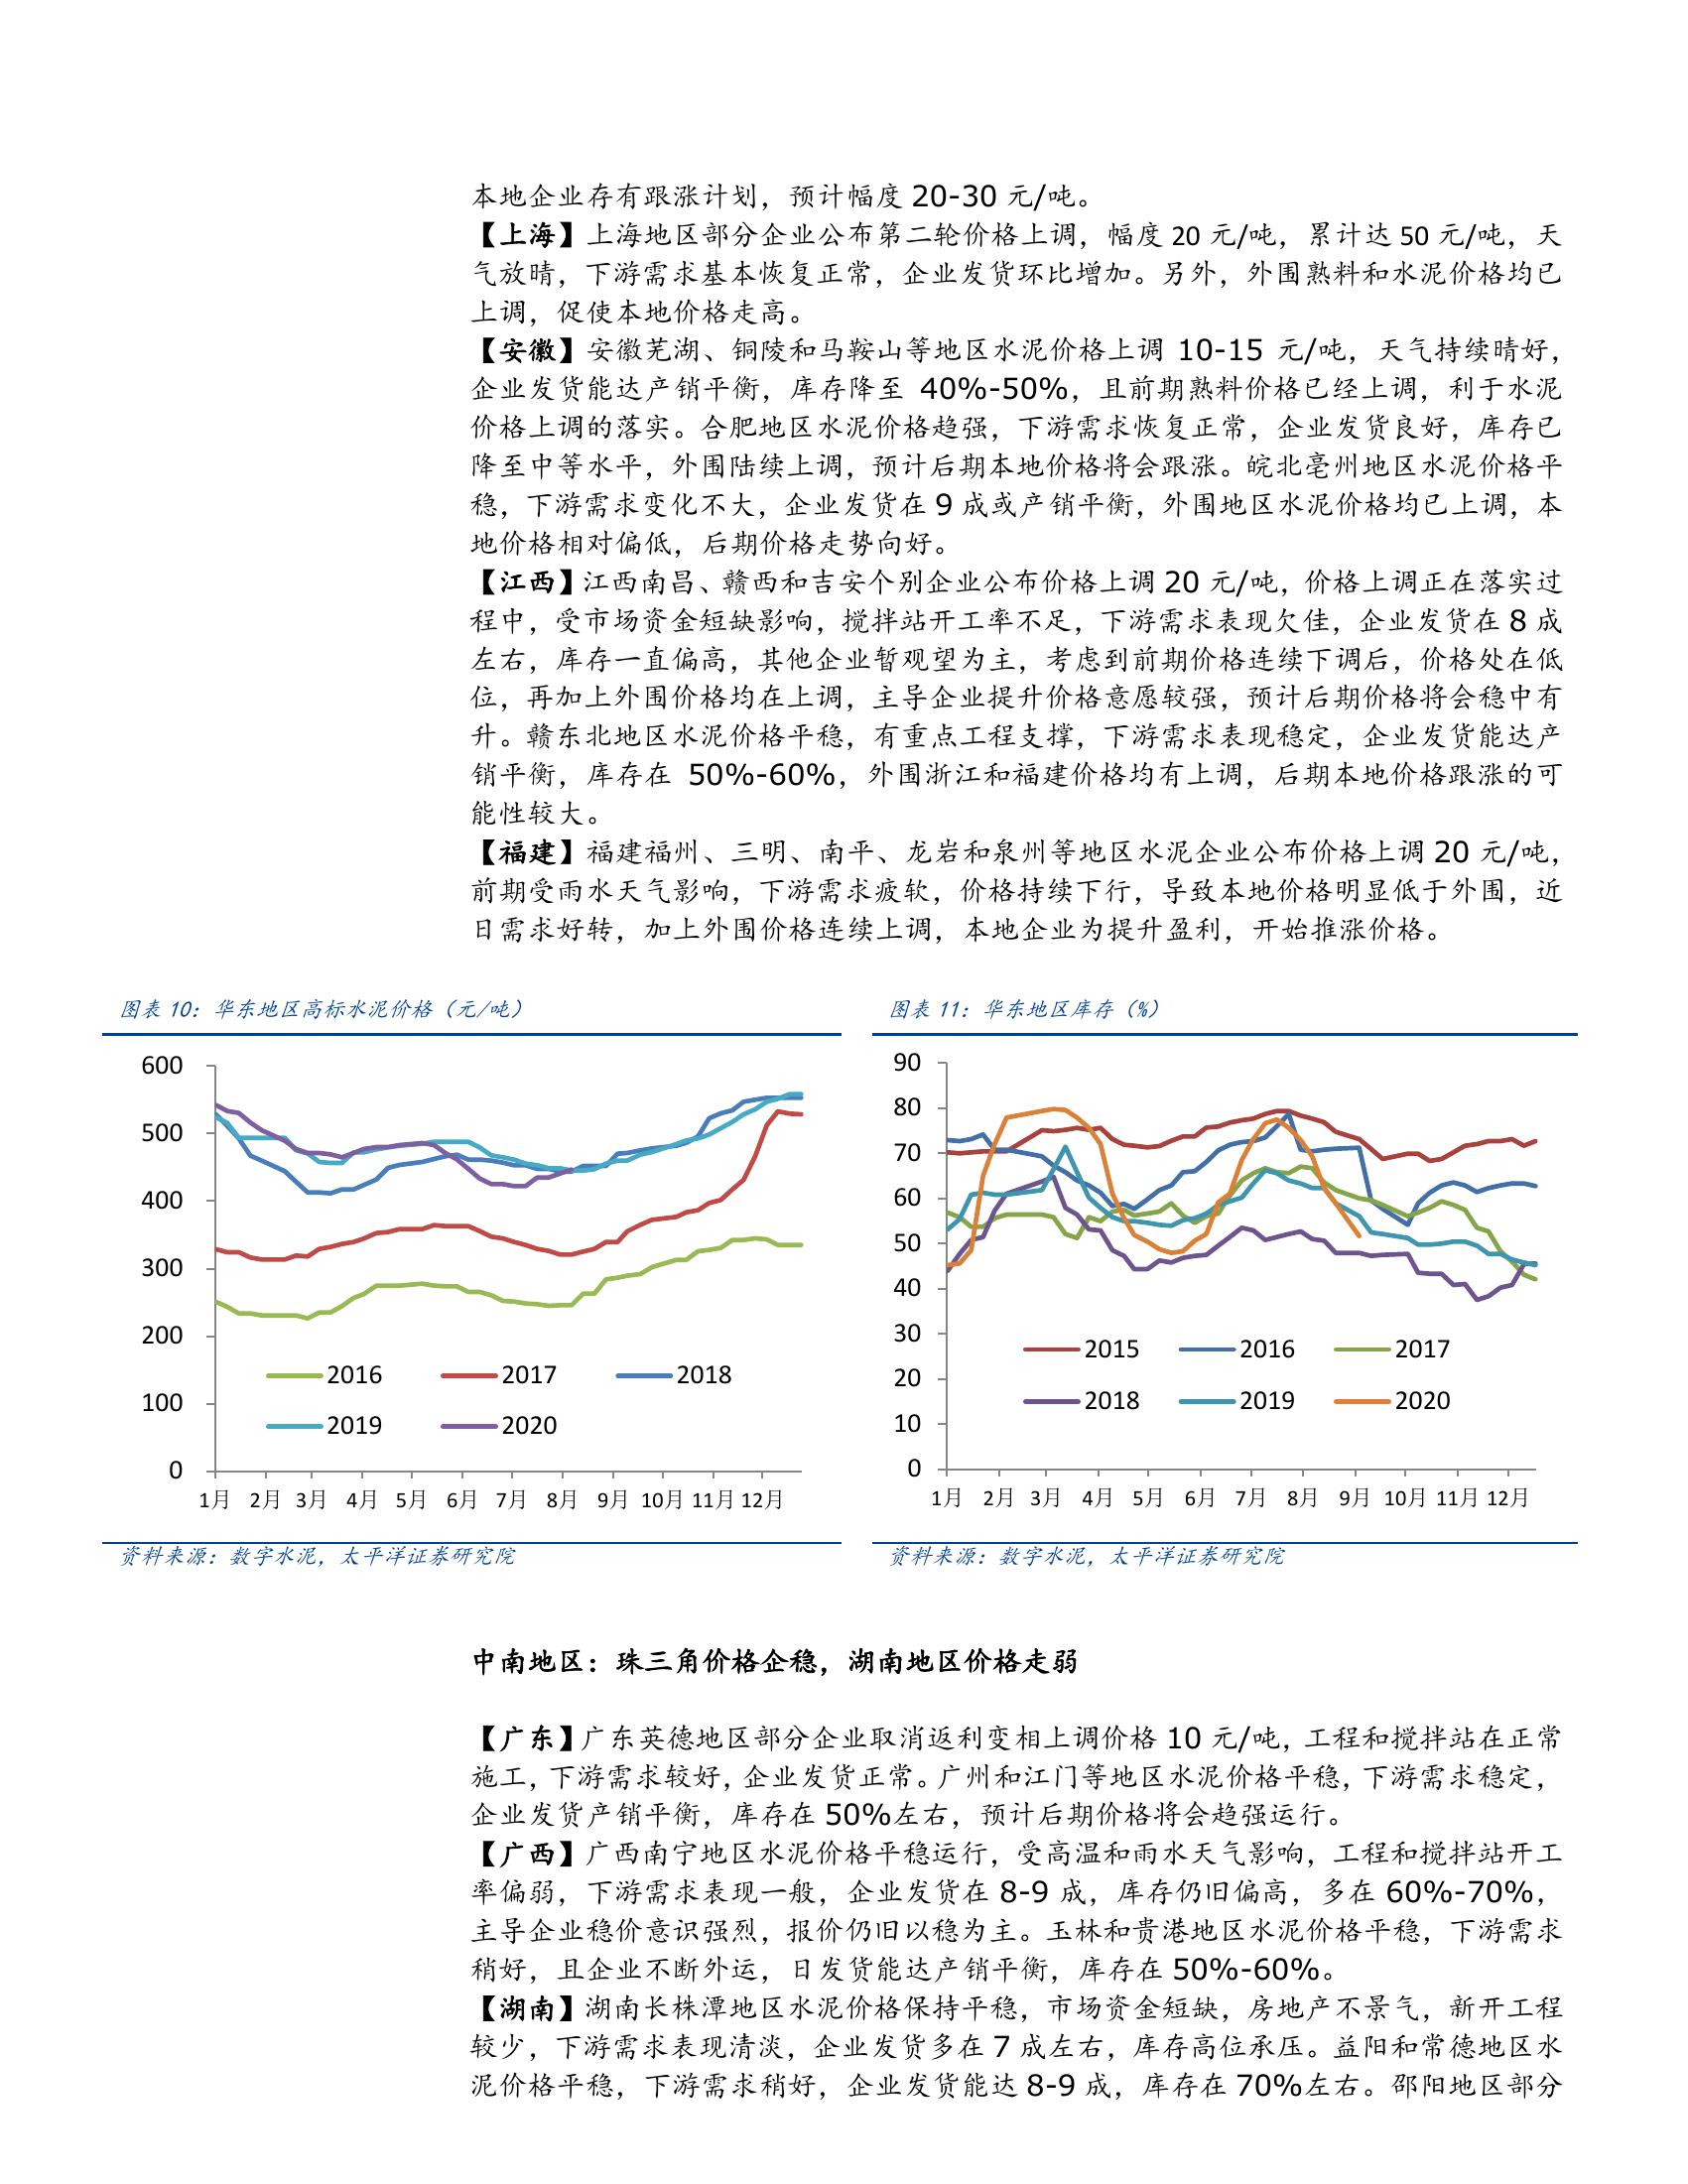 本地企业存有跟涨计划，预计幅度 20-30 元/吨。
【上海】上海地区部分企业公布第二轮价格上调，幅度 20 元/吨，累计达 50 元/吨，天
气放晴，下游需求基本恢复正常，企业发货环比增加。另外，外围熟料和水泥价格均已
上调，促使本地价格走高。
【安徽】安徽芜湖、铜陵和马鞍山等地区水泥价格上调 10-15 元/吨，天气持续晴好，
企业发货能达产销平衡，库存降至 40%-50%，且前期熟料价格已经上调，利于水泥
价格上调的落实。合肥地区水泥价格趋强，下游需求恢复正常，企业发货良好，库存已
降至中等水平，外围陆续上调，预计后期本地价格将会跟涨。皖北亳州地区水泥价格平
稳，下游需求变化不大，企业发货在 9 成或产销平衡，外围地区水泥价格均已上调，本
地价格相对偏低，后期价格走势向好。
【江西】江西南昌、赣西和吉安个别企业公布价格上调 20 元/吨，价格上调正在落实过
程中，受市场资金短缺影响，搅拌站开工率不足，下游需求表现欠佳，企业发货在 8 成
左右，库存一直偏高，其他企业暂观望为主，考虑到前期价格连续下调后，价格处在低
位，再加上外围价格均在上调，主导企业提升价格意愿较强，预计后期价格将会稳中有
升。赣东北地区水泥价格平稳，有重点工程支撑，下游需求表现稳定，企业发货能达产
销平衡，库存在 50%-60%，外围浙江和福建价格均有上调，后期本地价格跟涨的可
能性较大。
【福建】福建福州、三明、南平、龙岩和泉州等地区水泥企业公布价格上调 20 元/吨，
前期受雨水天气影响，下游需求疲软，价格持续下行，导致本地价格明显低于外围，近
日需求好转，加上外围价格连续上调，本地企业为提升盈利，开始推涨价格。
图表 10：华东地区高标水泥价格（元/吨）
600
500
400
300
200
100
0
2016 2017 2018
2019 2020
1月 2月 3月 4月 5月 6月 7月 8月 9月 10月 11月 12月
资料来源：数字水泥，太平洋证券研究院
图表 11：华东地区库存（%）
90
80
70
60
50
40
30
20
10
0
2015 2016 2017
2018 2019 2020
1月 2月 3月 4月 5月 6月 7月 8月 9月 10月 11月 12月
资料来源：数字水泥，太平洋证券研究院
中南地区：珠三角价格企稳，湖南地区价格走弱
【广东】广东英德地区部分企业取消返利变相上调价格 10 元/吨，工程和搅拌站在正常
施工，下游需求较好，企业发货正常。广州和江门等地区水泥价格平稳，下游需求稳定，
企业发货产销平衡，库存在 50%左右，预计后期价格将会趋强运行。
【广西】广西南宁地区水泥价格平稳运行，受高温和雨水天气影响，工程和搅拌站开工
率偏弱，下游需求表现一般，企业发货在 8-9 成，库存仍旧偏高，多在 60%-70%，
主导企业稳价意识强烈，报价仍旧以稳为主。玉林和贵港地区水泥价格平稳，下游需求
稍好，且企业不断外运，日发货能达产销平衡，库存在 50%-60%。
【湖南】湖南长株潭地区水泥价格保持平稳，市场资金短缺，房地产不景气，新开工程
较少，下游需求表现清淡，企业发货多在 7 成左右，库存高位承压。益阳和常德地区水
泥价格平稳，下游需求稍好，企业发货能达 8-9 成，库存在 70%左右。邵阳地区部分